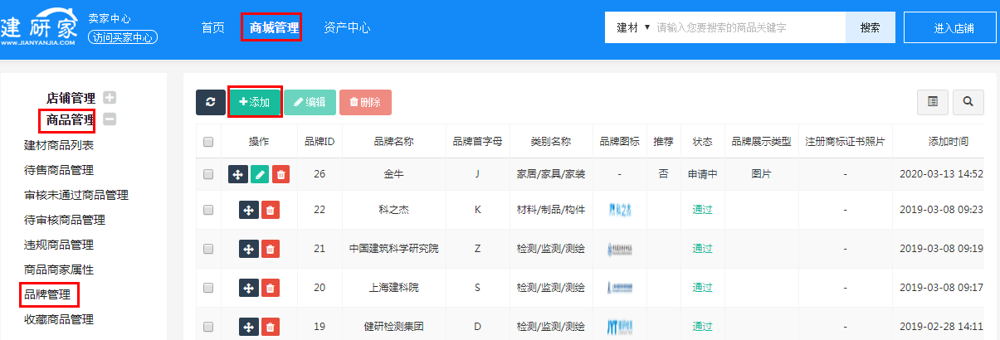 建研家
WWW.JIANYANJIA.COM
卖家中心
访问买家中心
首页 商城管理 资产中心
建材 ▼ 请输入您要搜索的商品关键字 搜索 进入店铺
店铺管理
商品管理
建材商品列表
待售商品管理
审核未通过商品管理
待审核商品管理
违规商品管理
商品商家属性
品牌管理
收藏商品管理
添加 编辑 删除
操作 品牌ID 品牌名称 品牌首字母 类别名称 品牌图标 推荐 状态 品牌展示类型 注册商标证书照片 添加时间
26 金牛 J 家居/家具/家装 - 否 申请中 图片 - 2020-03-13 14:52
22 科之杰 K 材料/制品/构件 科之杰 通过 - 2019-03-08 09:23
21 中国建筑科学研究院 Z 检测/监测/测绘 通过 - 2019-03-08 09:19
20 上海建科院 S 检测/监测/测绘 通过 - 2019-03-08 09:17
19 健研检测集团 D 检测/监测/测绘 JYT 通过 - 2019-02-28 14:11